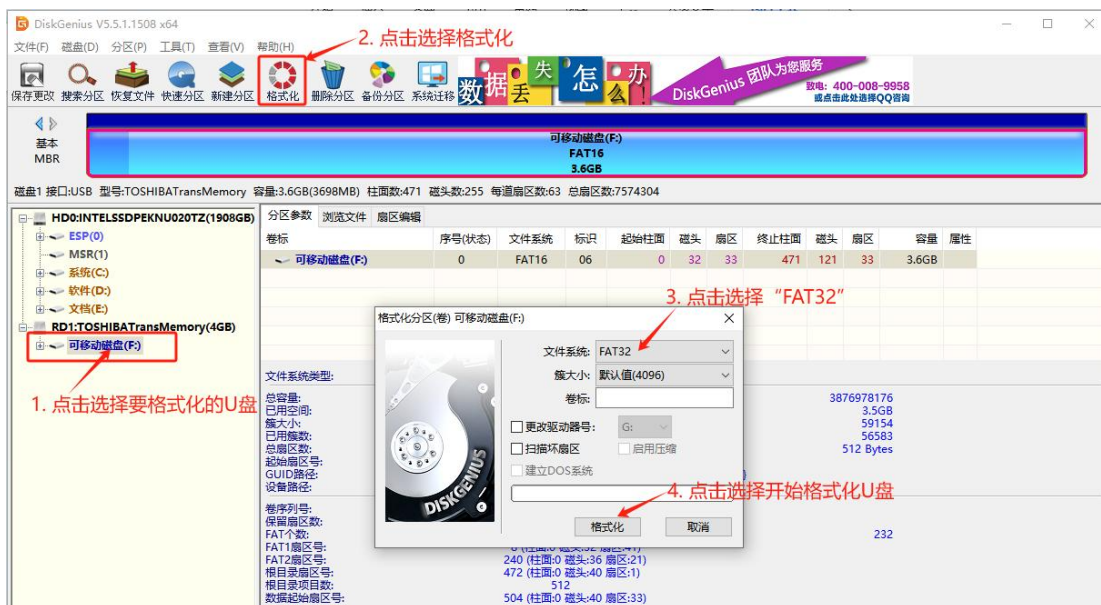 DiskGenius V5.5.1.1508 x64
文件(F) 磁盘(D) 分区(P) 工具(T) 查看(V) 帮助(H)
2. 点击选择格式化
保存更改 搜索分区 恢复文件 快速分区 新建分区 格式化 删除分区 备份分区 系统迁移
数据丢失怎么办!
DiskGenius 团队为您服务
致电: 400-008-9958
或点击此处选择QQ咨询
基本
MBR
可移动磁盘(F:)
FAT16
3.6GB
磁盘1 接口:USB 型号:TOSHIBATransMemory 容量:3.6GB(3698MB) 柱面数:471 磁头数:255 每道扇区数:63 总扇区数:7574304
HD0:INTELSSDPEKNU020TZ(1908GB)
ESP(0)
MSR(1)
系统(C:)
软件(D:)
文档(E:)
RD1:TOSHIBATransMemory(4GB)
可移动磁盘(F:)
1. 点击选择要格式化的U盘
分区参数 浏览文件 扇区编辑
卷标 序号(状态) 文件系统 标识 起始柱面 磁头 扇区 终止柱面 磁头 扇区 容量 属性
可移动磁盘(F:) 0 FAT16 06 0 32 33 471 121 33 3.6GB
3. 点击选择“FAT32”
格式化分区(卷) 可移动磁盘(F:)
文件系统: FAT32
簇大小: 默认值(4096)
卷标:
更改驱动器号: G:
扫描坏扇区 启用压缩
建立DOS系统
DISKGENIUS
4. 点击选择开始格式化U盘
格式化 取消
文件系统类型:
总容量: 3876978176
已用空间: 3.5GB
簇大小: 59154
已用簇数: 56583
总扇区数: 512 Bytes
起始扇区号:
GUID路径:
设备路径:
卷序列号:
保留扇区数:
FAT个数: 232
FAT1扇区号: 8 (柱面:0 磁头:32 扇区:41)
FAT2扇区号: 240 (柱面:0 磁头:36 扇区:21)
根目录扇区号: 472 (柱面:0 磁头:40 扇区:1)
根目录项目数: 512
数据起始扇区号: 504 (柱面:0 磁头:40 扇区:33)